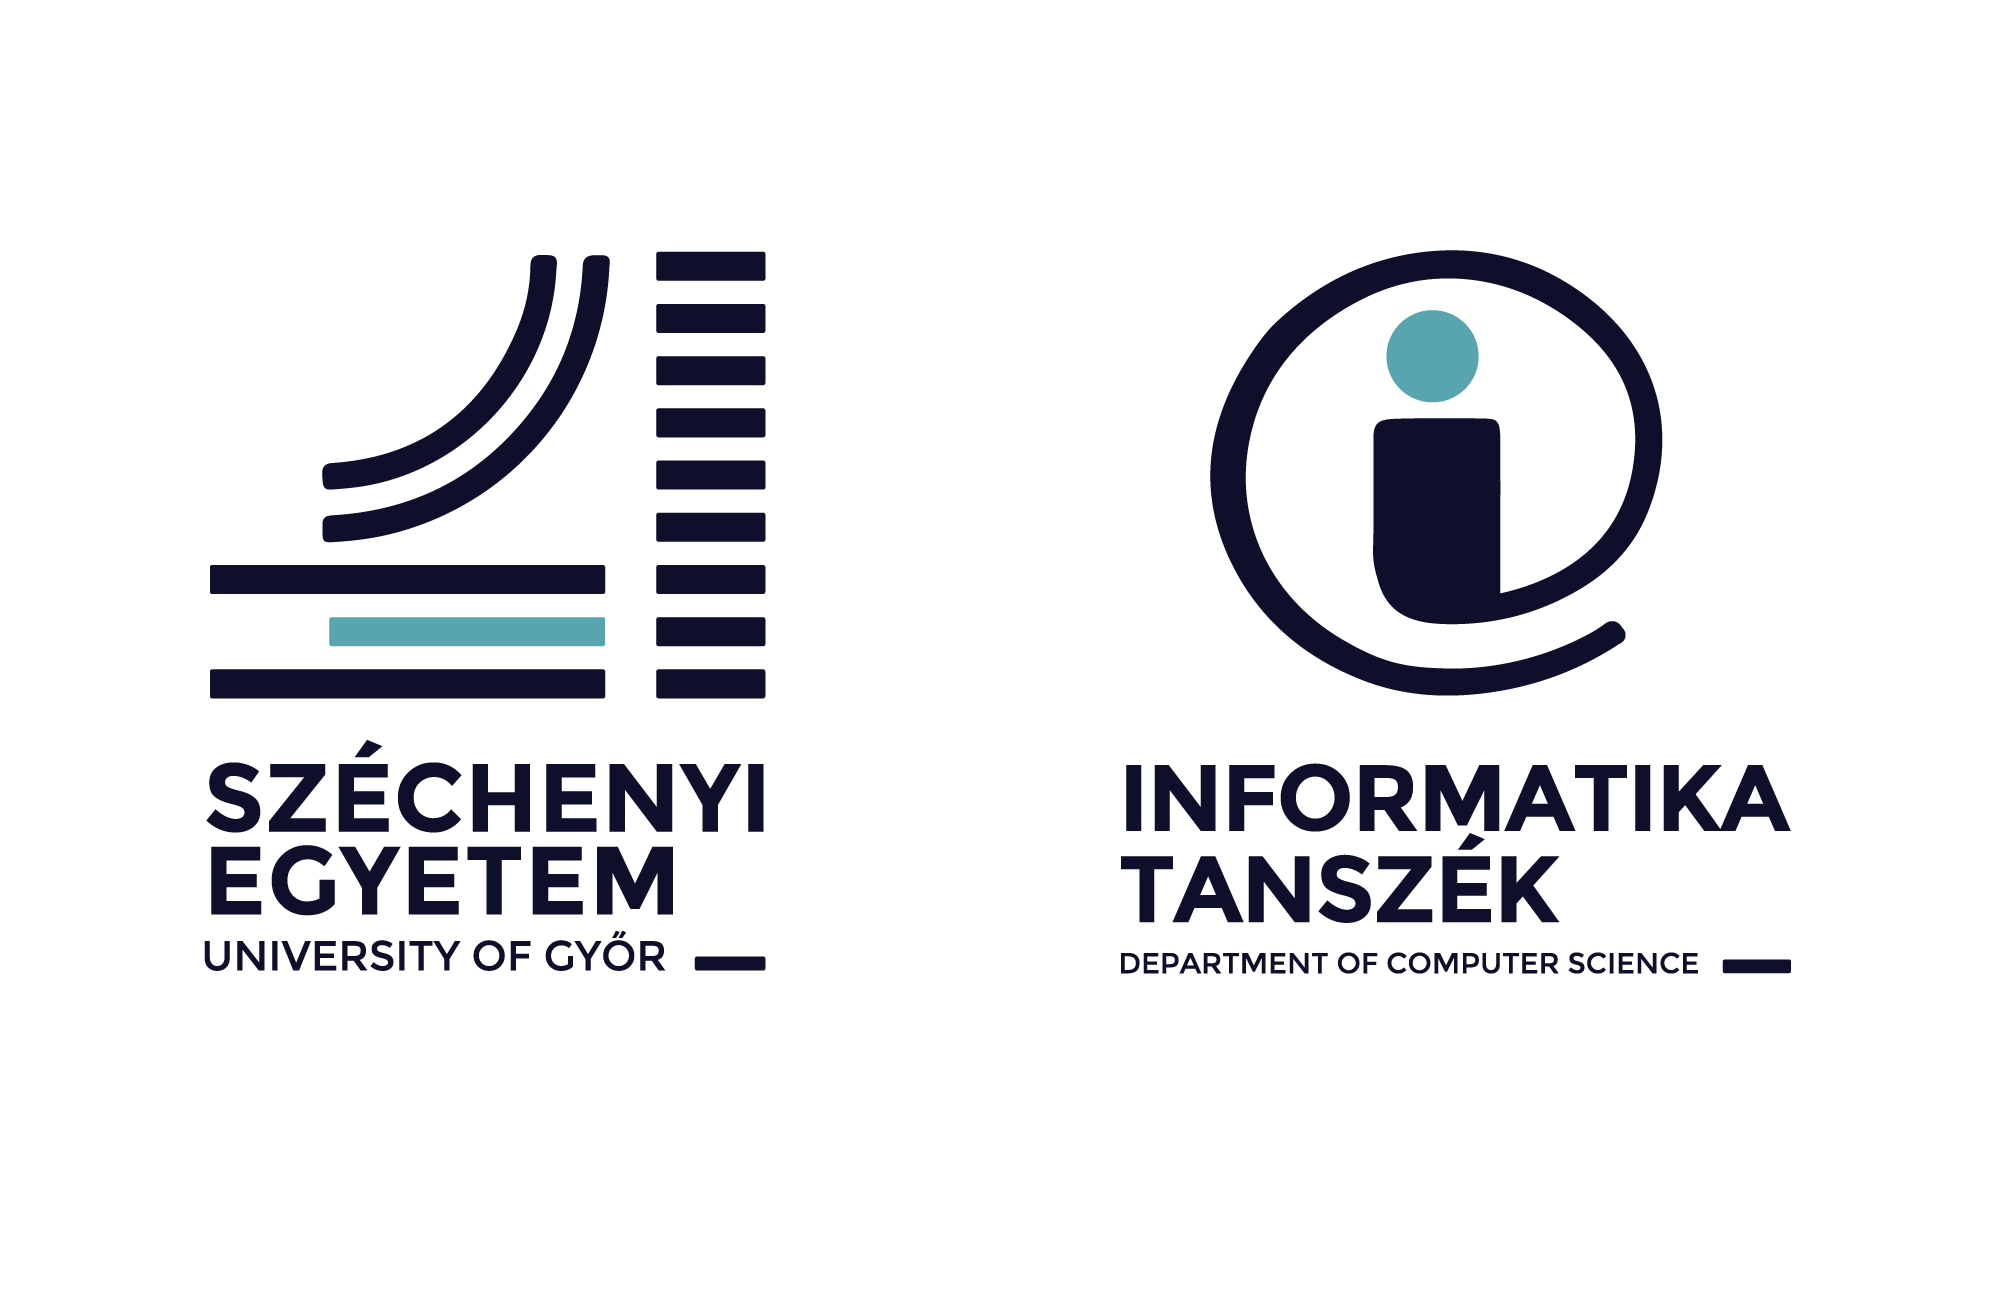 SZÉCHENYI
EGYETEM
UNIVERSITY OF GYŐR
INFORMATIKA
TANSZÉK
DEPARTMENT OF COMPUTER SCIENCE